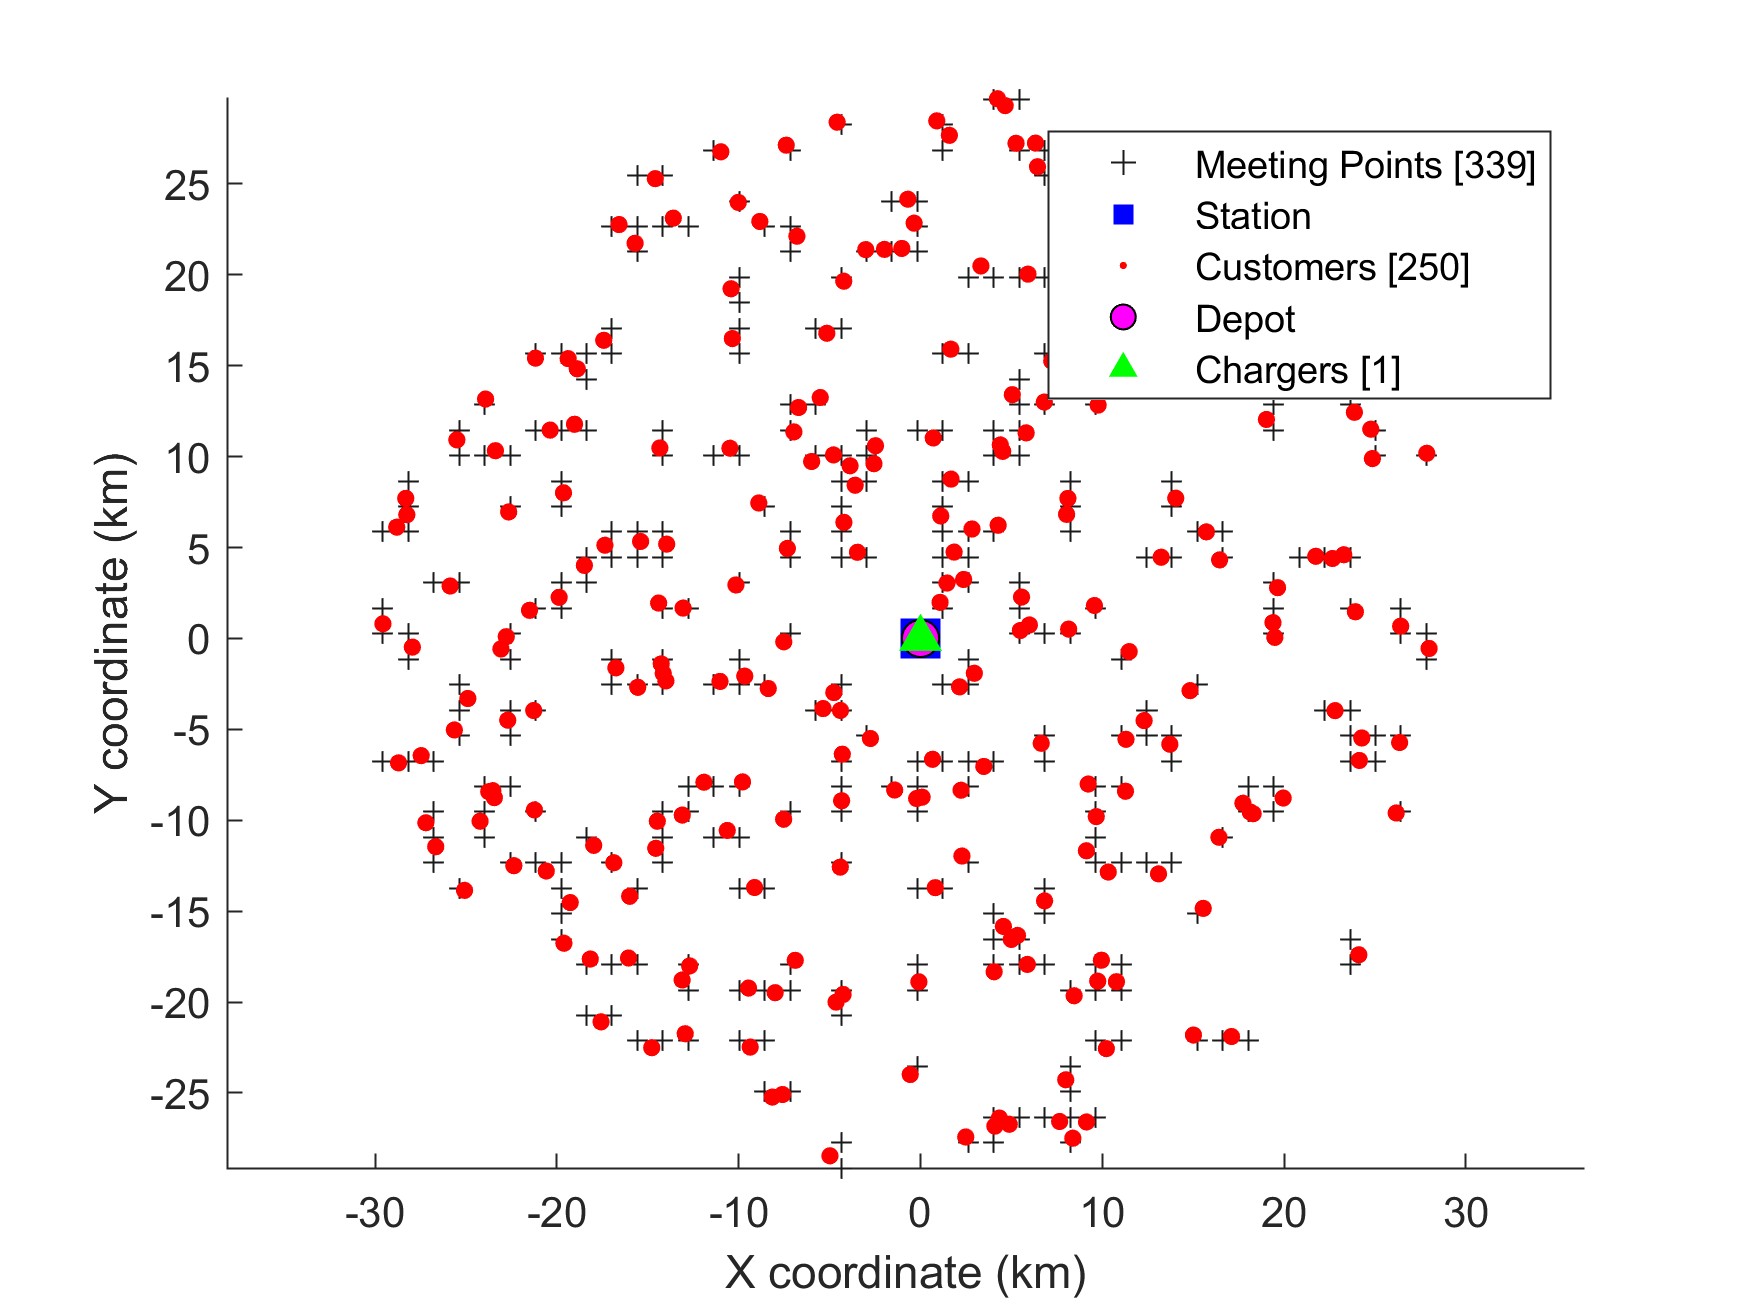 Meeting Points [339]
Station
Customers [250]
Depot
Chargers [1]
25
20
15
10
5
0
-5
-10
-15
-20
-25
Y coordinate (km)
-30 -20 -10 0 10 20 30
X coordinate (km)